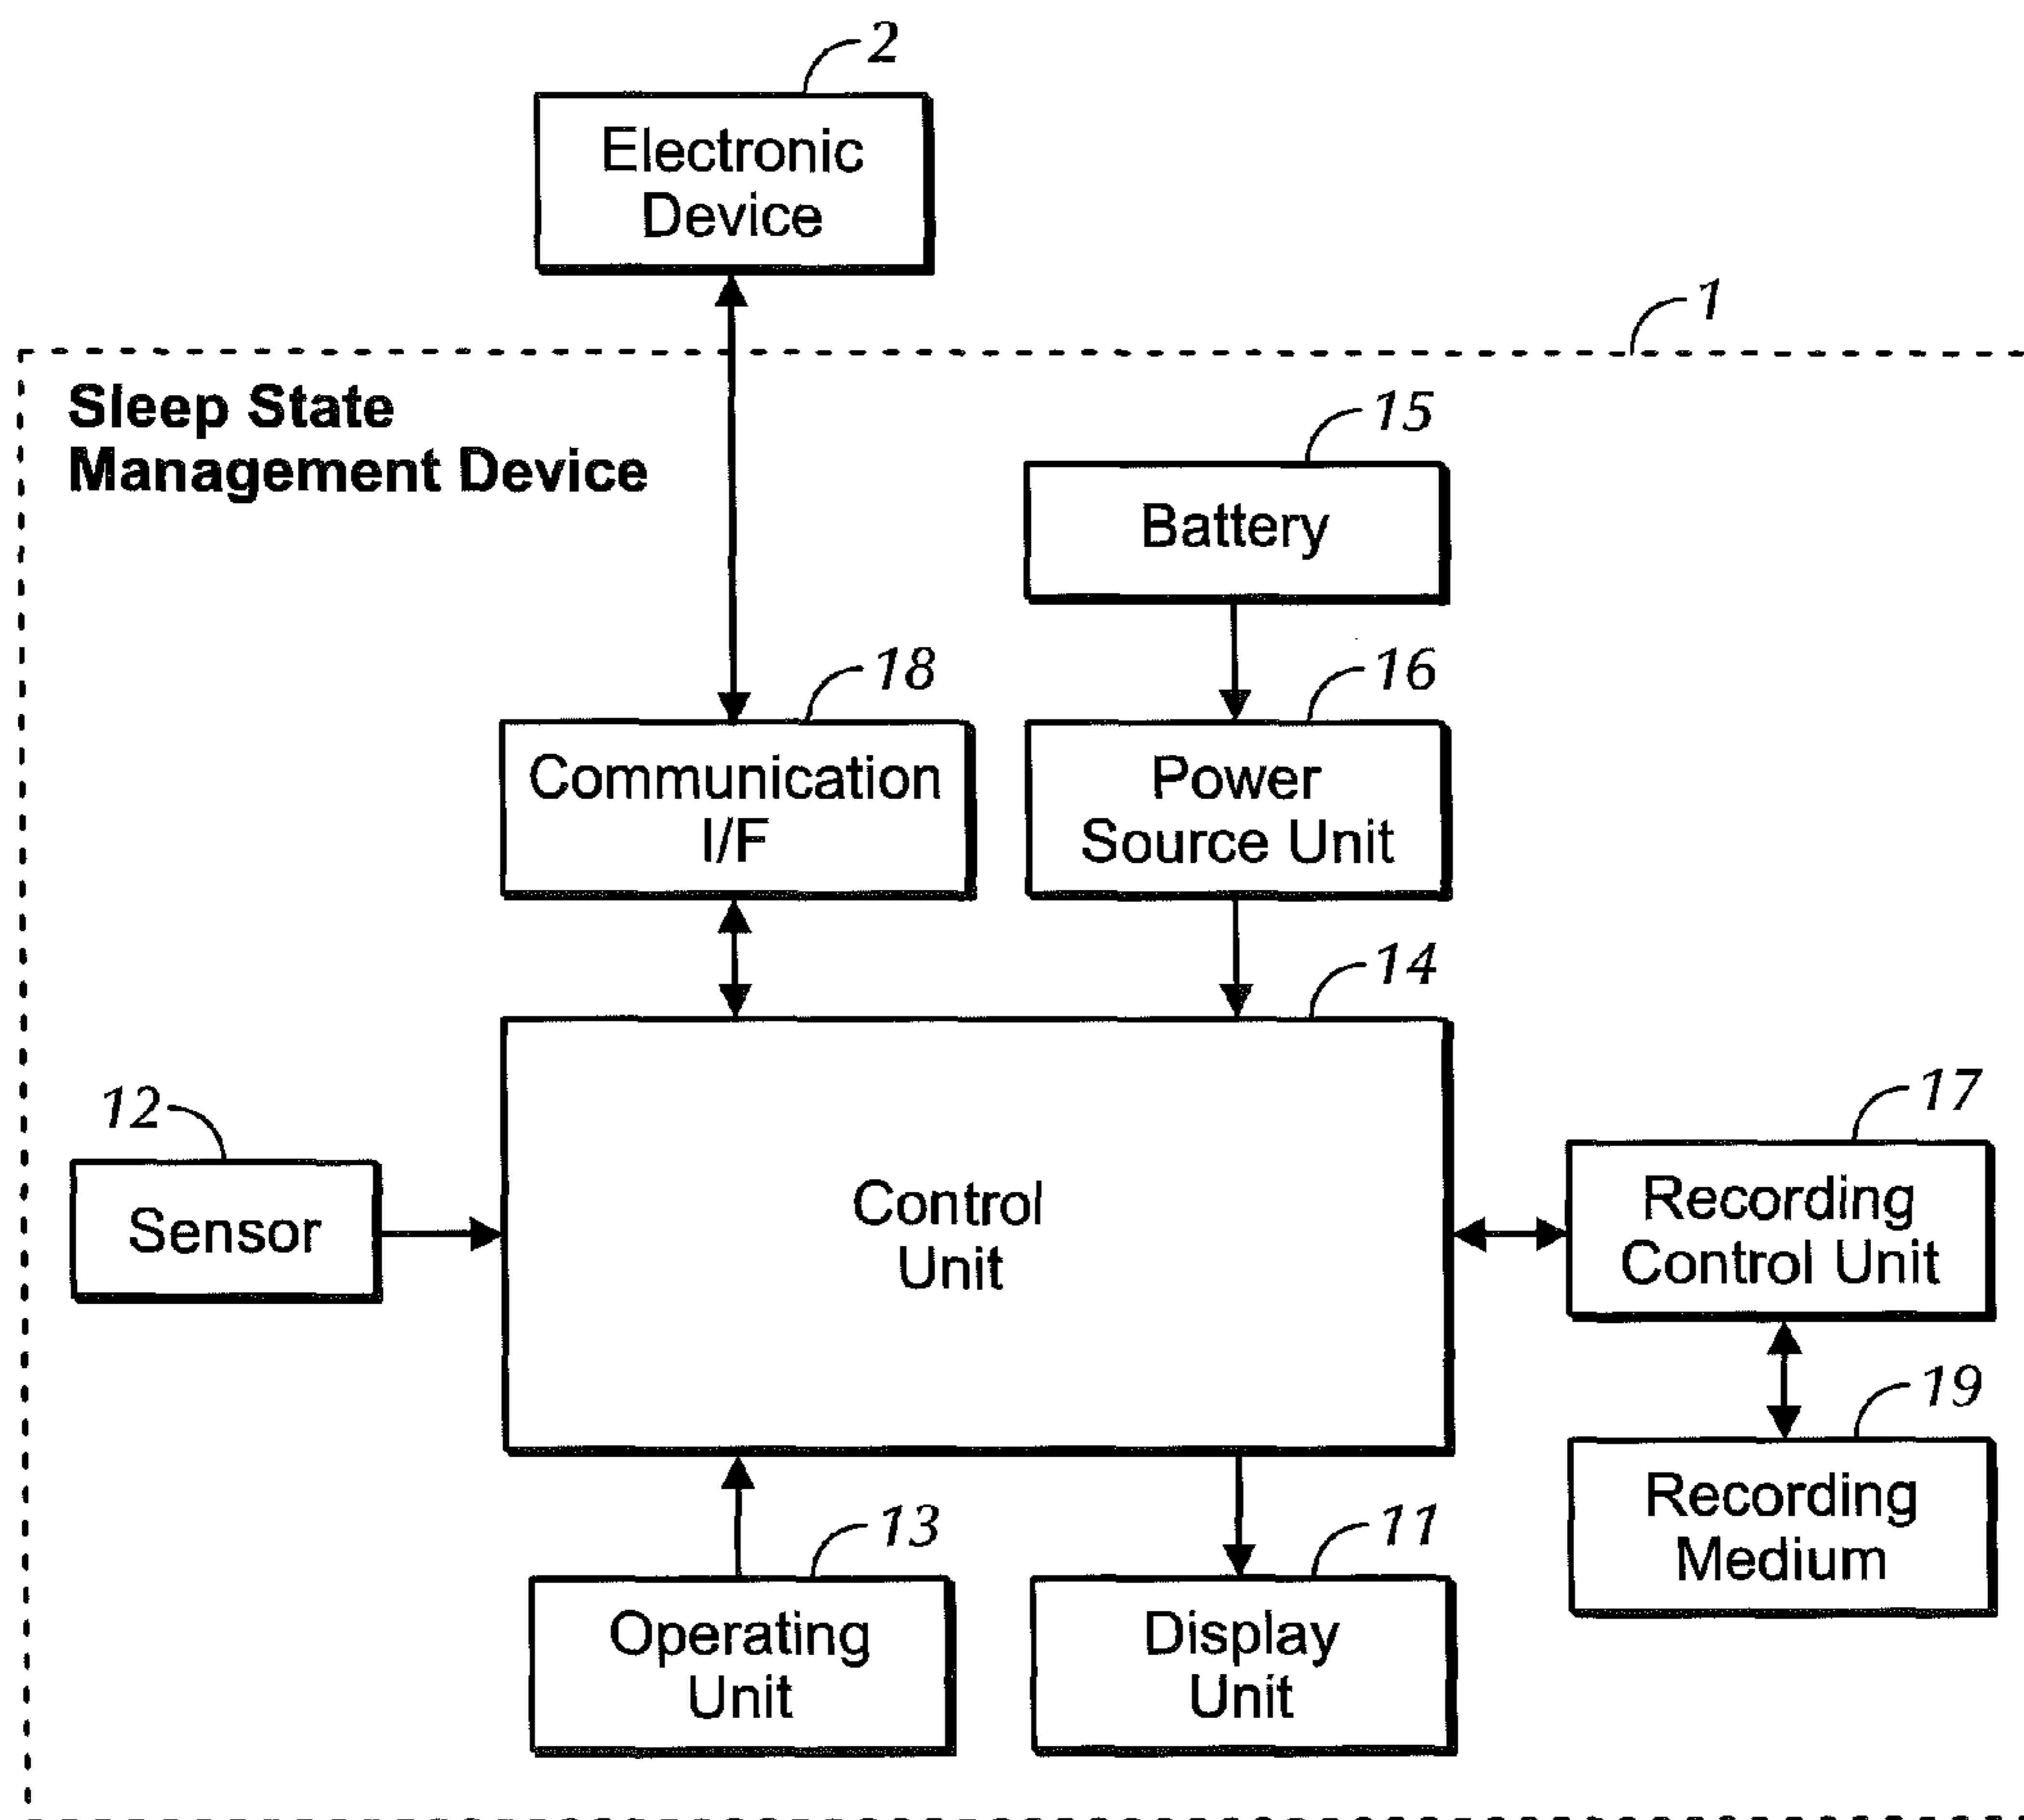 2
Electronic
Device
1
Sleep State
Management Device
15
Battery
18
16
Communication
I/F
Power
Source Unit
14
12
17
Sensor
Control
Unit
Recording
Control Unit
19
Recording
Medium
13
11
Operating
Unit
Display
Unit